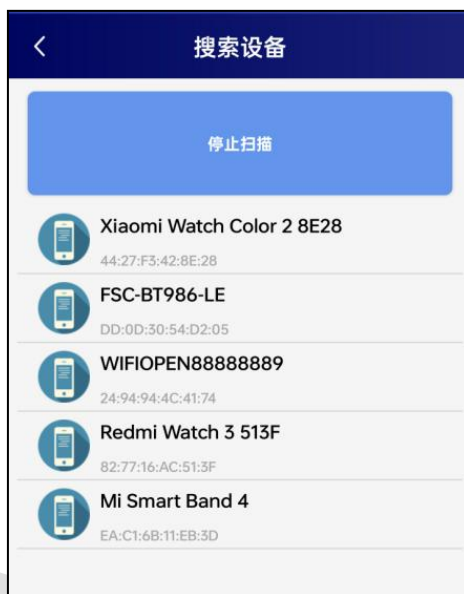 搜索设备
停止扫描
Xiaomi Watch Color 2 8E28
44:27:F3:42:8E:28
FSC-BT986-LE
DD:0D:30:54:D2:05
WIFIOPEN88888889
24:94:94:4C:41:74
Redmi Watch 3 513F
82:77:16:AC:51:3F
Mi Smart Band 4
EA:C1:6B:11:EB:3D